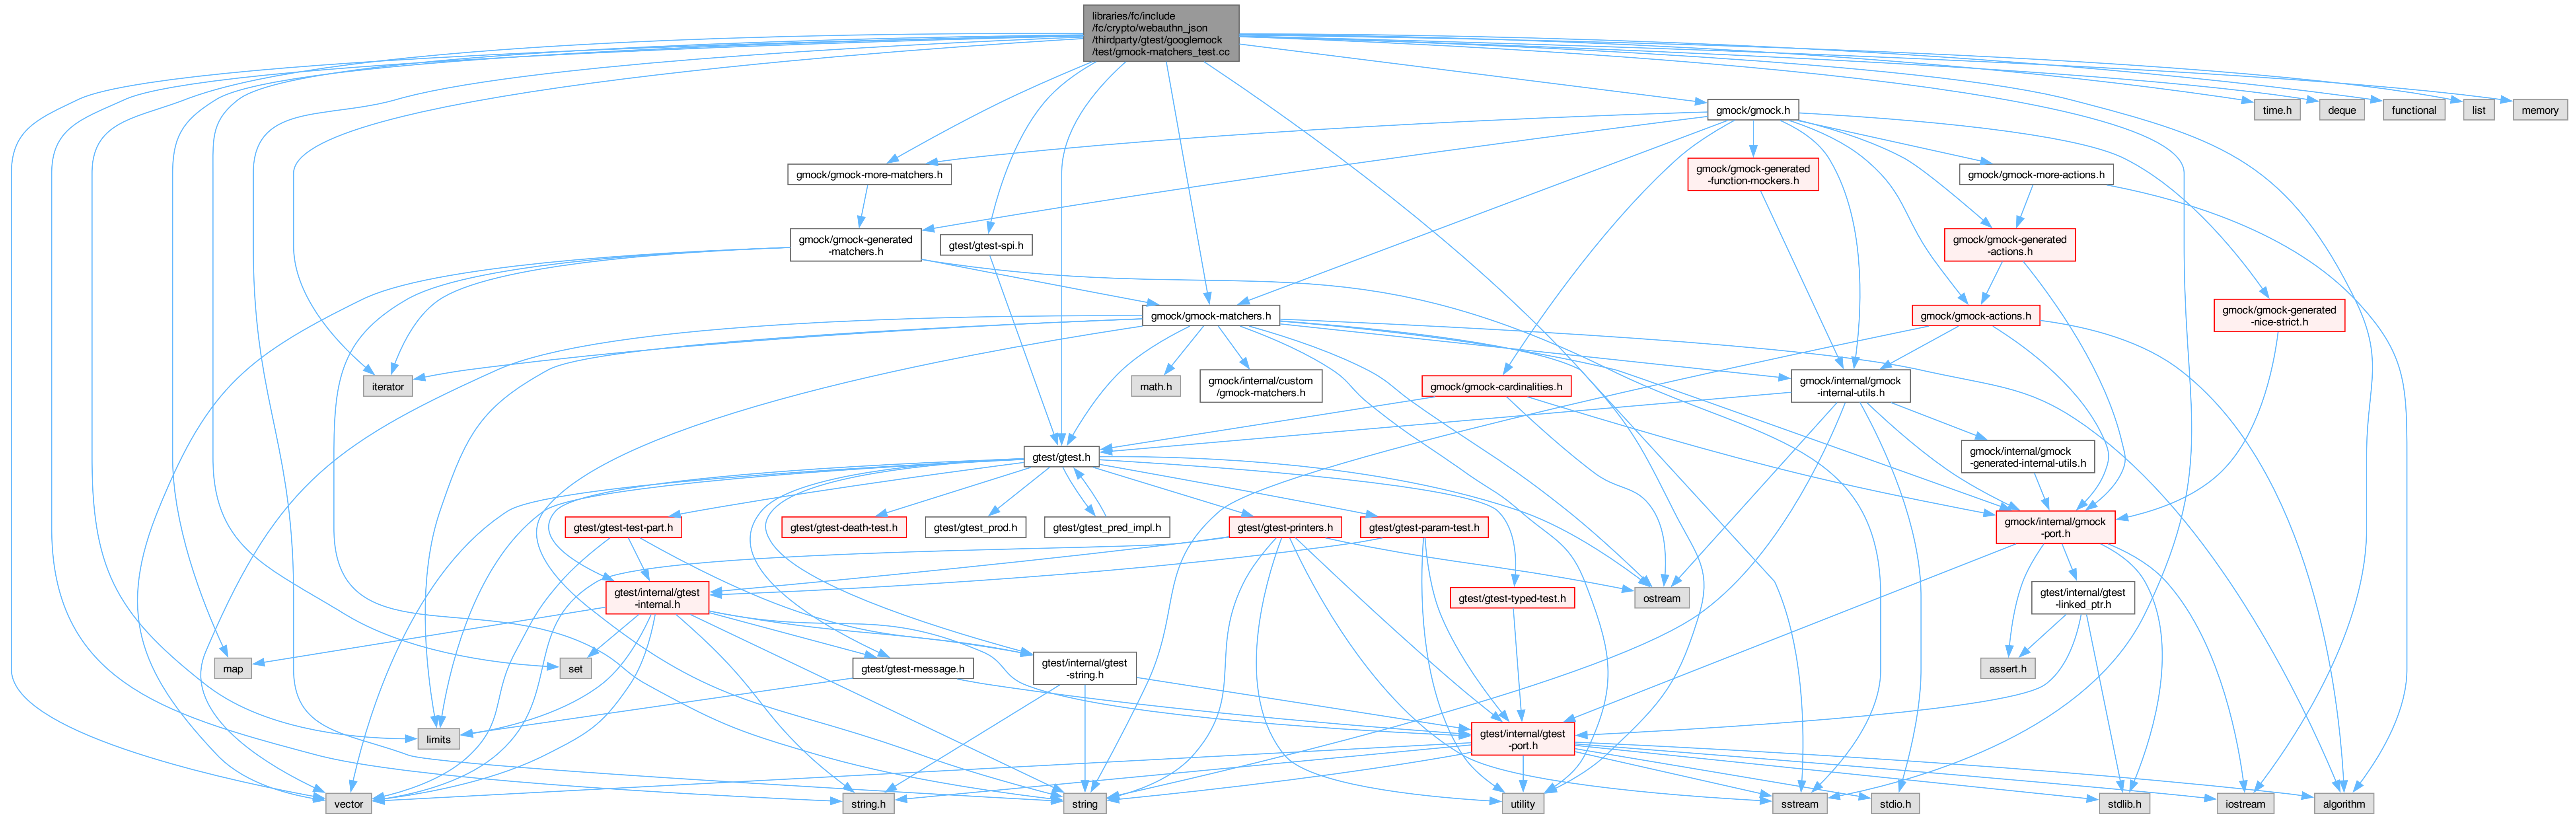 libraries/fc/include
/fc/crypto/webauthn_json
/thirdparty/gtest/googlemock
/test/gmock-matchers_test.cc
gmock/gmock.h
time.h
deque
functional
list
memory
gmock/gmock-more-matchers.h
gmock/gmock-generated
-function-mockers.h
gmock/gmock-more-actions.h
gmock/gmock-generated
-matchers.h
gtest/gtest-spi.h
gmock/gmock-generated
-actions.h
gmock/gmock-matchers.h
gmock/gmock-actions.h
gmock/gmock-generated
-nice-strict.h
iterator
math.h
gmock/internal/custom
/gmock-matchers.h
gmock/gmock-cardinalities.h
gmock/internal/gmock
-internal-utils.h
gtest/gtest.h
gmock/internal/gmock
-generated-internal-utils.h
gtest/gtest-test-part.h
gtest/gtest-death-test.h
gtest/gtest_prod.h
gtest/gtest_pred_impl.h
gtest/gtest-printers.h
gtest/gtest-param-test.h
gmock/internal/gmock
-port.h
gtest/internal/gtest
-internal.h
gtest/gtest-typed-test.h
ostream
gtest/internal/gtest
-linked_ptr.h
map
set
gtest/gtest-message.h
gtest/internal/gtest
-string.h
assert.h
limits
gtest/internal/gtest
-port.h
vector
string.h
string
utility
sstream
stdio.h
stdlib.h
iostream
algorithm